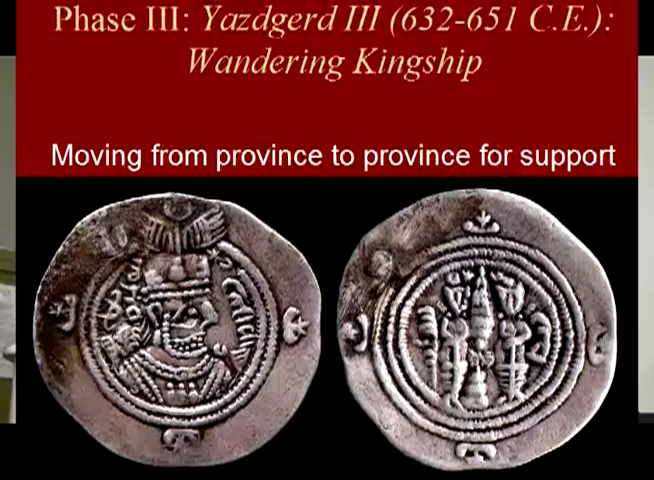 Phase III: Yazdgerd III (632-651 C.E.):
Wandering Kingship
Moving from province to province for support